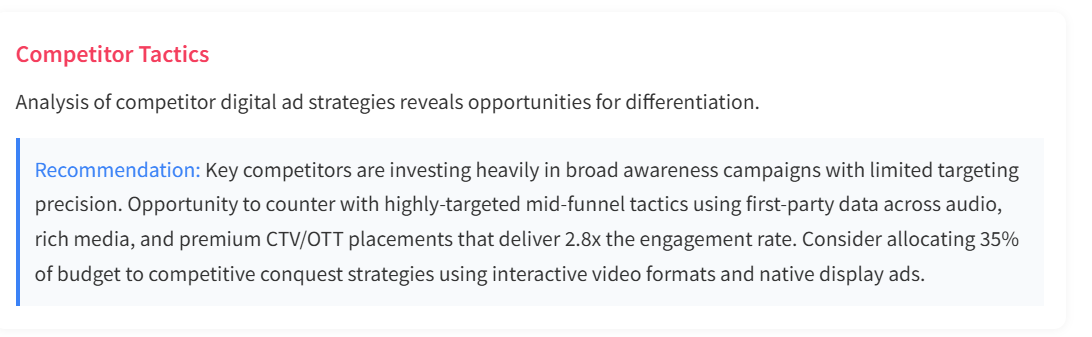 Competitor Tactics
Analysis of competitor digital ad strategies reveals opportunities for differentiation.
Recommendation: Key competitors are investing heavily in broad awareness campaigns with limited targeting
precision. Opportunity to counter with highly-targeted mid-funnel tactics using first-party data across audio,
rich media, and premium CTV/OTT placements that deliver 2.8x the engagement rate. Consider allocating 35%
of budget to competitive conquest strategies using interactive video formats and native display ads.